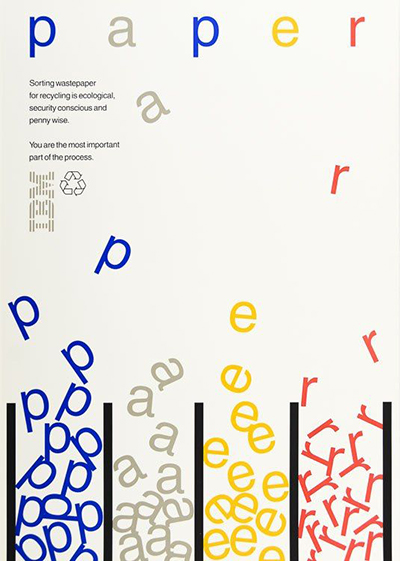 paper
Sorting wastepaper
for recycling is ecological,
security conscious and
penny wise.
You are the most important
part of the process.
IBM